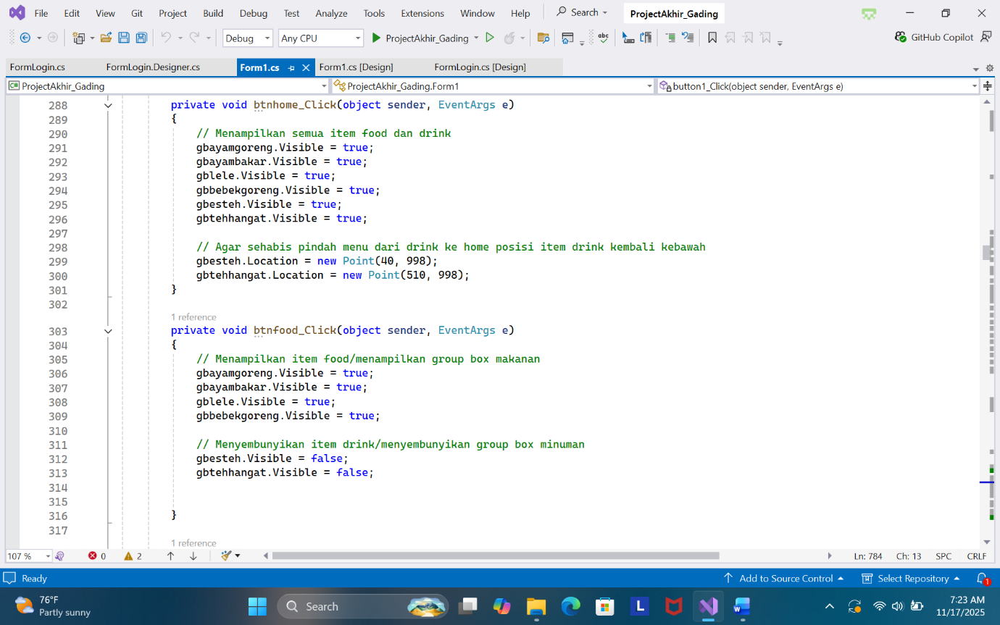 File Edit View Git Project Build Debug Test Analyze Tools Extensions Window Help Search ProjectAkhir_Gading
Debug Any CPU ProjectAkhir_Gading abc GitHub Copilot
FormLogin.cs FormLogin.Designer.cs Form1.cs Form1.cs [Design] FormLogin.cs [Design]
C# ProjectAkhir_Gading ProjectAkhir_Gading.Form1 button1_Click(object sender, EventArgs e)
288 private void btnhome_Click(object sender, EventArgs e)
289 {
290 // Menampilkan semua item food dan drink
291 gbayamgoreng.Visible = true;
292 gbayambakar.Visible = true;
293 gblele.Visible = true;
294 gbbebekgoreng.Visible = true;
295 gbesteh.Visible = true;
296 gbtehhangat.Visible = true;
297
298 // Agar sehabis pindah menu dari drink ke home posisi item drink kembali kebawah
299 gbesteh.Location = new Point(40, 998);
300 gbtehhangat.Location = new Point(510, 998);
301 }
302
1 reference
303 private void btnfood_Click(object sender, EventArgs e)
304 {
305 // Menampilkan item food/menampilkan group box makanan
306 gbayamgoreng.Visible = true;
307 gbayambakar.Visible = true;
308 gblele.Visible = true;
309 gbbebekgoreng.Visible = true;
310
311 // Menyembunyikan item drink/menyembunyikan group box minuman
312 gbesteh.Visible = false;
313 gbtehhangat.Visible = false;
314
315
316 }
317
1 reference
107 % 0 2 Ln: 784 Ch: 13 SPC CRLF
Ready Add to Source Control Select Repository 1
76°F
Partly sunny
Search
L
W
7:23 AM
11/17/2025